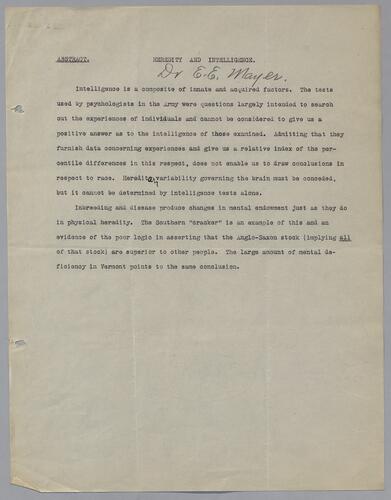 ABSTRACT. HEREDITY AND INTELLIGENCE.
Dr E.E. Mayer.
Intelligence is a composite of innate and acquired factors. The tests
used by psychologists in the Army were questions largely intended to search
out the experiences of individuals and cannot be considered to give us a
positive answer as to the intelligence of those examined. Admitting that they
furnish data concerning experiences and give us a relative index of the per-
centile differences in this respect, does not enable us to draw conclusions in
respect to race. Heredity variability governing the brain must be conceded,
but it cannot be determined by intelligence tests alone.
Inbreeding and disease produce changes in mental endowment just as they do
in physical heredity. The Southern "cracker" is an example of this and an
evidence of the poor logic in asserting that the Anglo-Saxon stock (implying all
of that stock) are superior to other people. The large amount of mental de-
ficiency in Vermont points to the same conclusion.